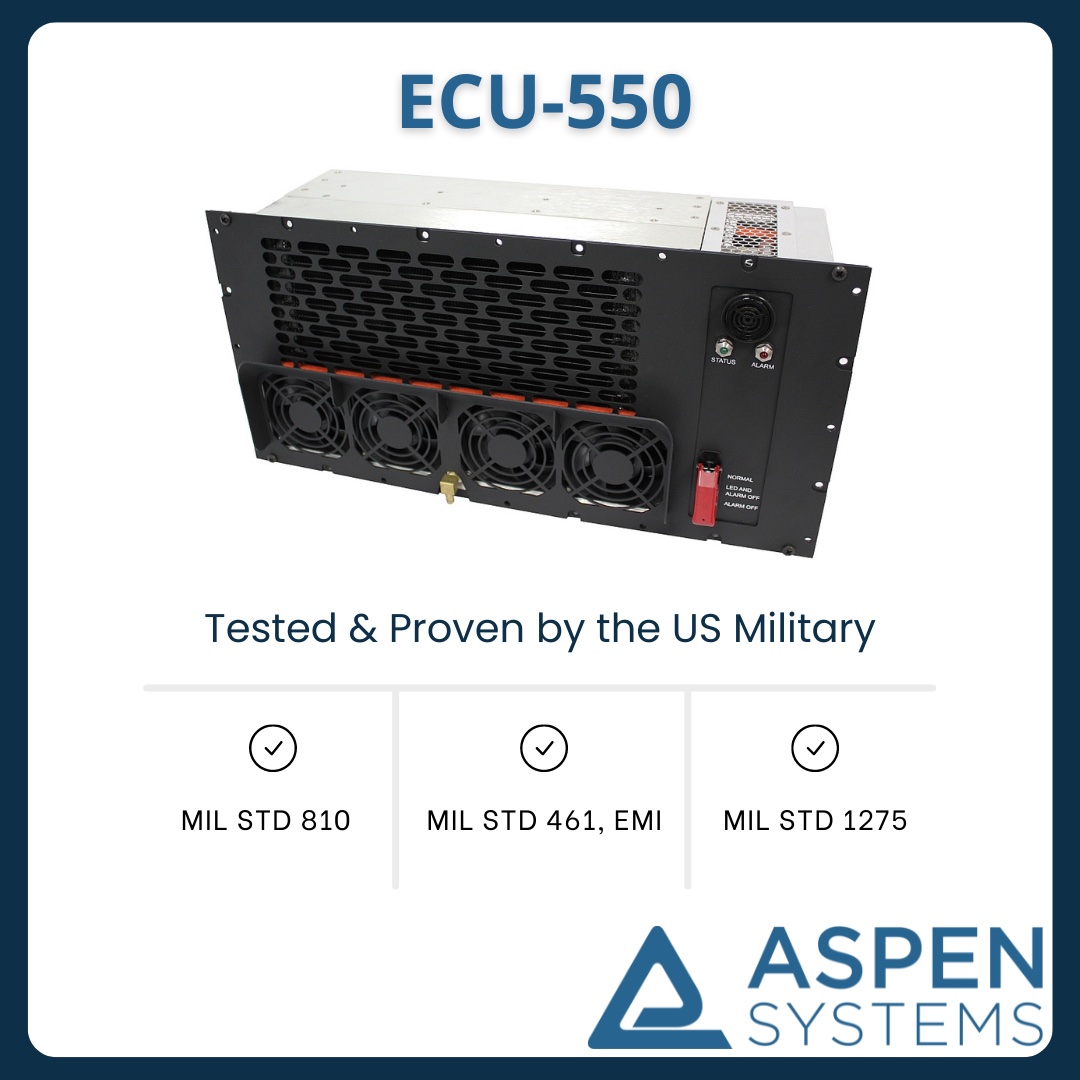 ECU-550
STATUS
ALARM
NORMAL
LED AND
ALARM OFF
ALARM OFF
Tested & Proven by the US Military
MIL STD 810
MIL STD 461, EMI
MIL STD 1275
ASPEN
SYSTEMS